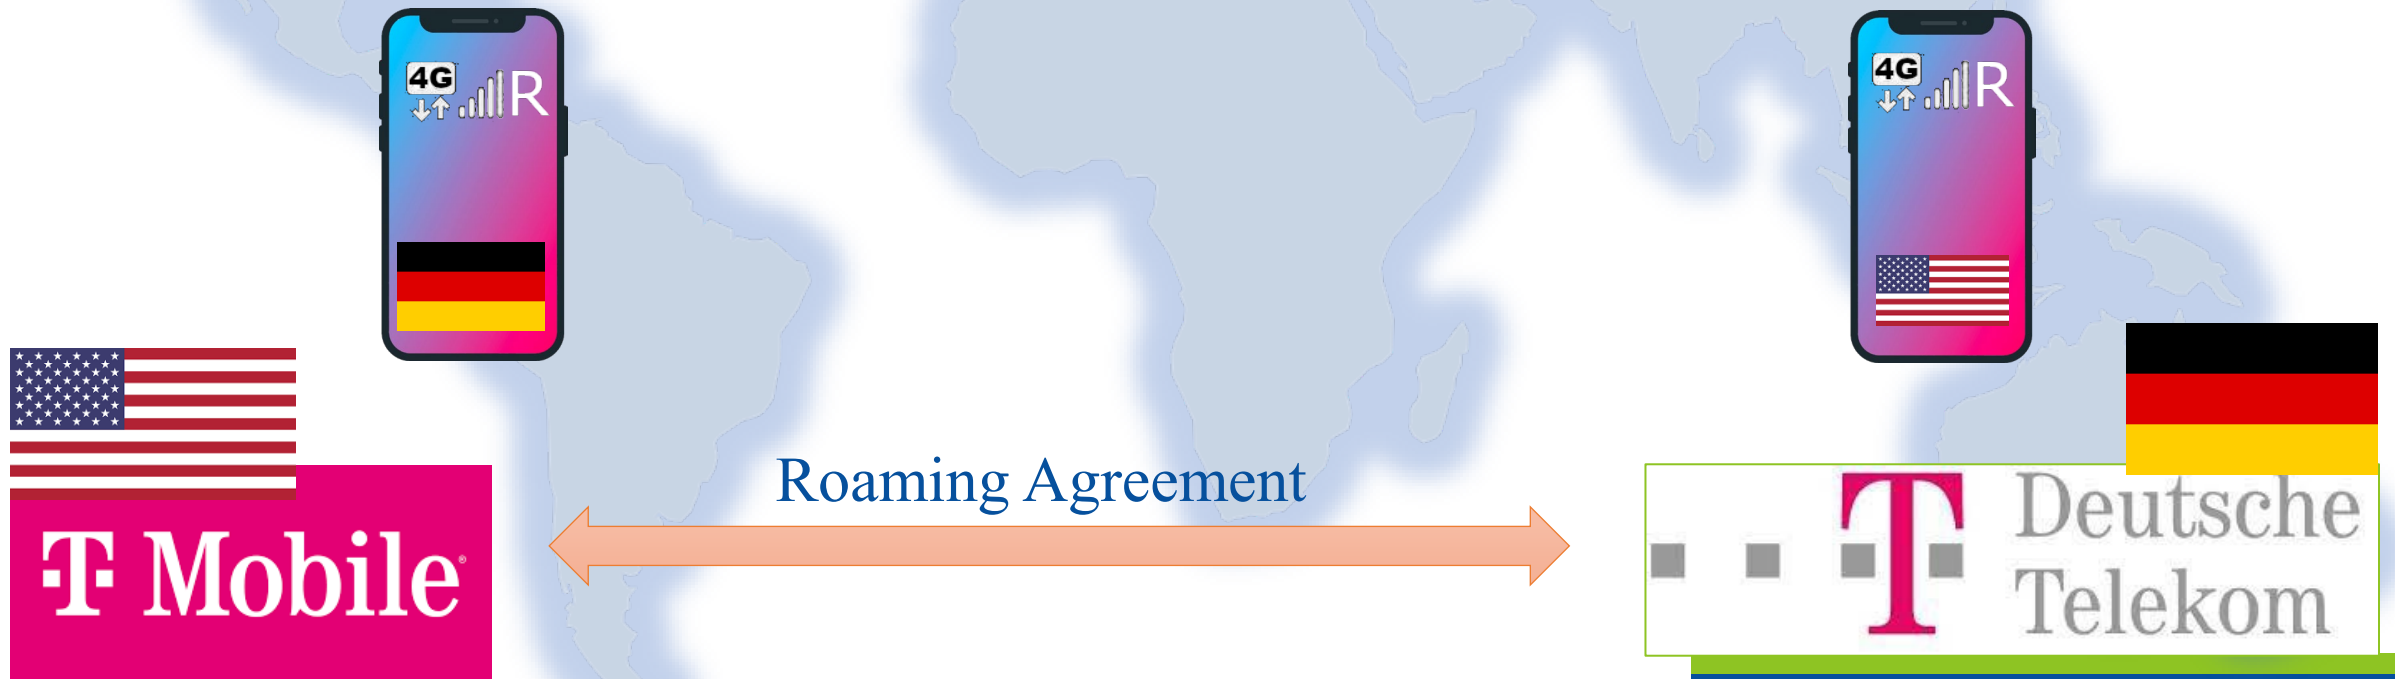 4G R
4G R
Roaming Agreement
T Mobile®
T Deutsche
Telekom